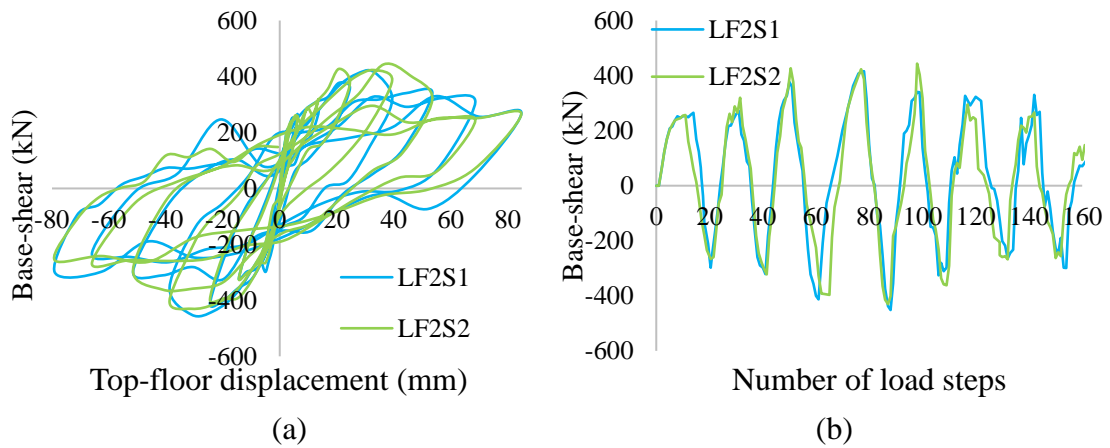 600
400
200
0
-200
-400
-600
-80 -60 -40 -20 0 20 40 60 80
Base-shear (kN)
LF2S1
LF2S2
Top-floor displacement (mm)
(a)
600
400
200
0
-200
-400
-600
0 20 40 60 80 100 120 140 160
Base-shear (kN)
LF2S1
LF2S2
Number of load steps
(b)